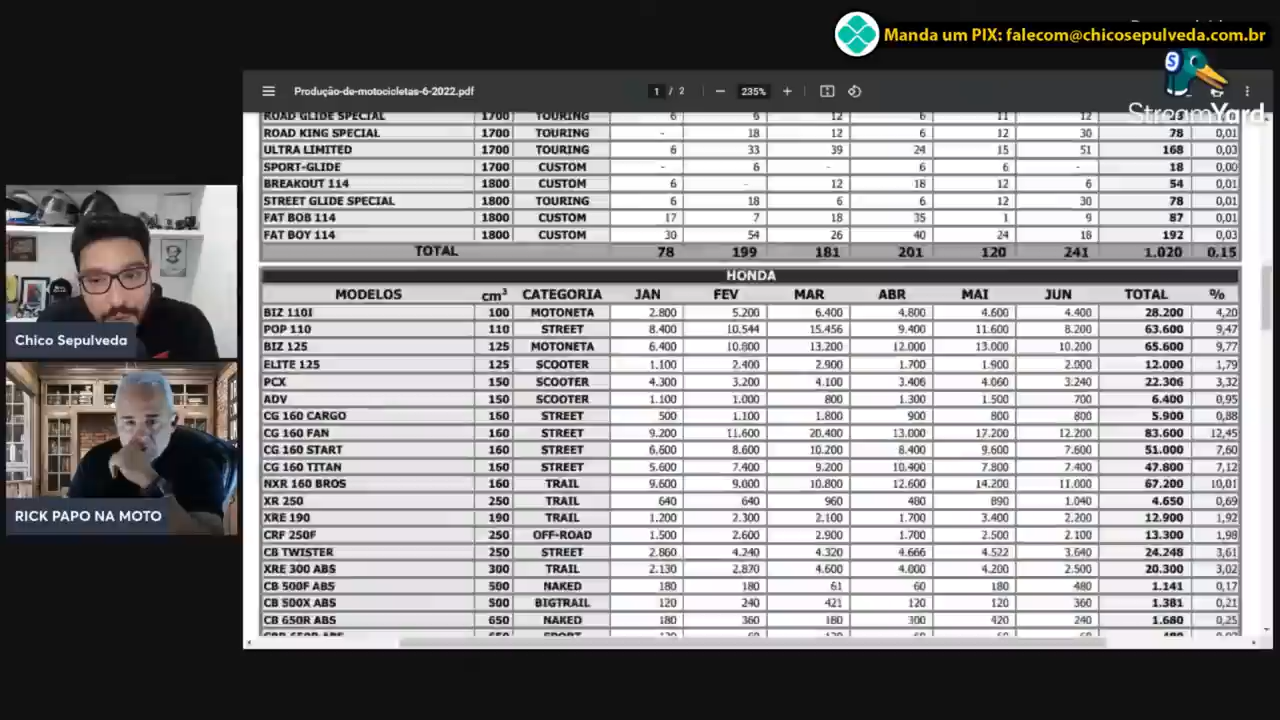 Manda um PIX: falecom@chicosepulveda.com.br
StreamYard
Produção-de-motocicletas-6-2022.pdf 1 / 2 235%
ROAD GLIDE SPECIAL 1700 TOURING 6 6 12 6 11 12
ROAD KING SPECIAL 1700 TOURING - 18 12 6 12 30 78 0,01
ULTRA LIMITED 1700 TOURING 6 33 39 24 15 51 168 0,03
SPORT-GLIDE 1700 CUSTOM - 6 - 6 6 - 18 0,00
BREAKOUT 114 1800 CUSTOM 6 - 12 18 12 6 54 0,01
STREET GLIDE SPECIAL 1800 TOURING 6 18 6 6 12 30 78 0,01
FAT BOB 114 1800 CUSTOM 17 7 18 35 1 9 87 0,01
FAT BOY 114 1800 CUSTOM 30 54 26 40 24 18 192 0,03
TOTAL 78 199 181 201 120 241 1.020 0,15
HONDA
MODELOS cm³ CATEGORIA JAN FEV MAR ABR MAI JUN TOTAL %
BIZ 110I 100 MOTONETA 2.800 5.200 6.400 4.800 4.600 4.400 28.200 4,20
POP 110 110 STREET 8.400 10.544 15.456 9.400 11.600 8.200 63.600 9,47
BIZ 125 125 MOTONETA 6.400 10.800 13.200 12.000 13.000 10.200 65.600 9,77
ELITE 125 125 SCOOTER 1.100 2.400 2.900 1.700 1.900 2.000 12.000 1,79
PCX 150 SCOOTER 4.300 3.200 4.100 3.406 4.060 3.240 22.306 3,32
ADV 150 SCOOTER 1.100 1.000 800 1.300 1.500 700 6.400 0,95
CG 160 CARGO 160 STREET 500 1.100 1.800 900 800 800 5.900 0,88
CG 160 FAN 160 STREET 9.200 11.600 20.400 13.000 17.200 12.200 83.600 12,45
CG 160 START 160 STREET 6.600 8.600 10.200 8.400 9.600 7.600 51.000 7,60
CG 160 TITAN 160 STREET 5.600 7.400 9.200 10.400 7.800 7.400 47.800 7,12
NXR 160 BROS 160 TRAIL 9.600 9.000 10.800 12.600 14.200 11.000 67.200 10,01
XR 250 250 TRAIL 640 640 960 480 890 1.040 4.650 0,69
XRE 190 190 TRAIL 1.200 2.300 2.100 1.700 3.400 2.200 12.900 1,92
CRF 250F 250 OFF-ROAD 1.500 2.600 2.900 1.700 2.500 2.100 13.300 1,98
CB TWISTER 250 STREET 2.860 4.240 4.320 4.666 4.522 3.640 24.248 3,61
XRE 300 ABS 300 TRAIL 2.130 2.870 4.600 4.000 4.200 2.500 20.300 3,02
CB 500F ABS 500 NAKED 180 180 61 60 180 480 1.141 0,17
CB 500X ABS 500 BIGTRAIL 120 240 421 120 120 360 1.381 0,21
CB 650R ABS 650 NAKED 180 360 180 300 420 240 1.680 0,25
Chico Sepulveda
RICK PAPO NA MOTO